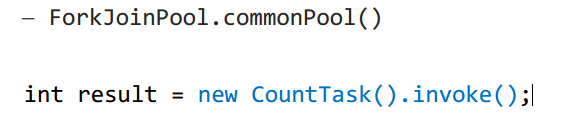 – ForkJoinPool.commonPool()
int result = new CountTask().invoke();